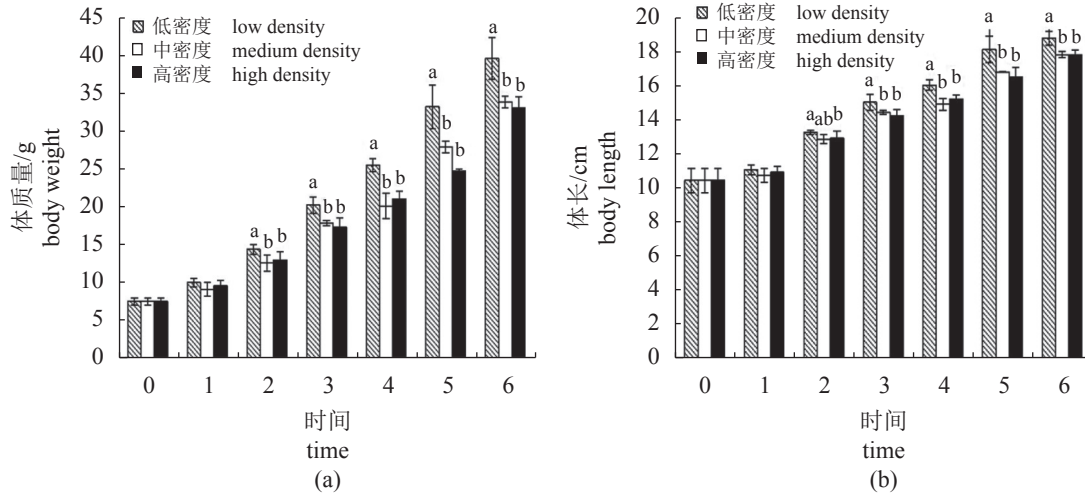 45
40
35
30
25
20
15
10
5
0
体质量/g
body weight
低密度 low density
中密度 medium density
高密度 high density
a b b
a b b
a b b
a b b
a b b
0 1 2 3 4 5 6
时间
time
(a)
20
18
16
14
12
10
8
6
4
2
0
体长/cm
body length
低密度 low density
中密度 medium density
高密度 high density
a ab b
a b b
a b b
a b b
a b b
0 1 2 3 4 5 6
时间
time
(b)